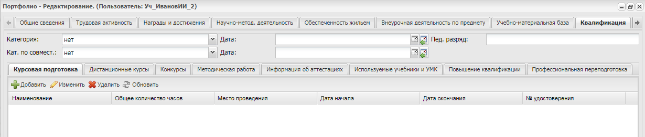 Портфолио - Редактирование. (Пользователь: Уч_ИвановИИ_2)
Общие сведения Трудовая активность Награды и достижения Научно-метод. деятельность Обеспеченность жильем Внеурочная деятельность по предмету Учебно-материальная база Квалификация
Категория: нет Дата: Пед. разряд:
Кат. по совмест.: нет Дата:
Курсовая подготовка Дистанционные курсы Конкурсы Методическая работа Информация об аттестациях Используемые учебники и УМК Повышение квалификации Профессиональная переподготовка
Добавить Изменить Удалить Обновить
Наименование Общее количество часов Место проведения Дата начала Дата окончания № удостоверения